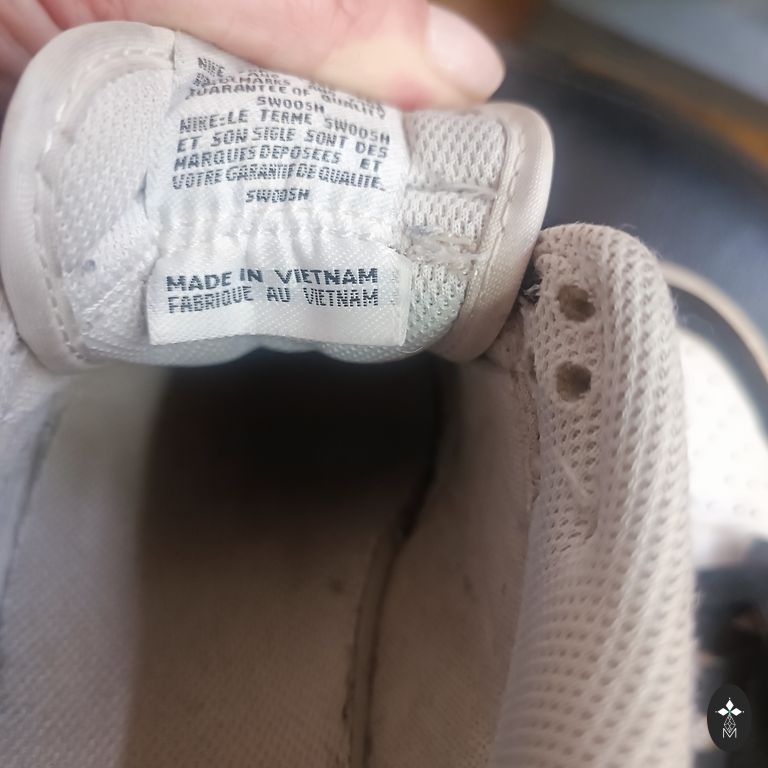 NIKE
GUARANTEE OF QUALITY
SWOOSH
NIKE-LE TERME SWOOSH
ET SON SIGLE SONT DES
MARQUES DEPOSEES ET
VOTRE GARANTIE DE QUALITE.
SWOOSH
MADE IN VIETNAM
FABRIQUE AU VIETNAM
M